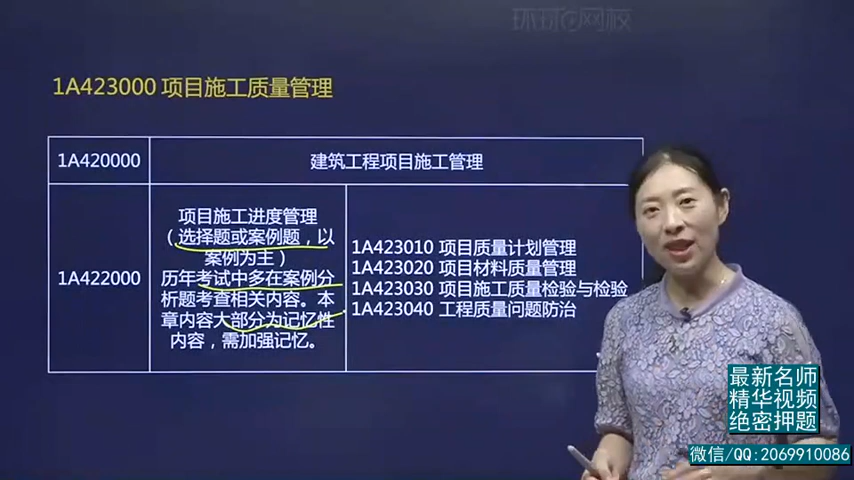 环球网校
1A423000 项目施工质量管理
1A420000
建筑工程项目施工管理
1A422000
项目施工进度管理
（选择题或案例题，以
案例为主）
历年考试中多在案例分
析题考查相关内容。本
章内容大部分为记忆性
内容，需加强记忆。
1A423010 项目质量计划管理
1A423020 项目材料质量管理
1A423030 项目施工质量检验与检验
1A423040 工程质量问题防治
最新名师
精华视频
绝密押题
微信/QQ:2069910086